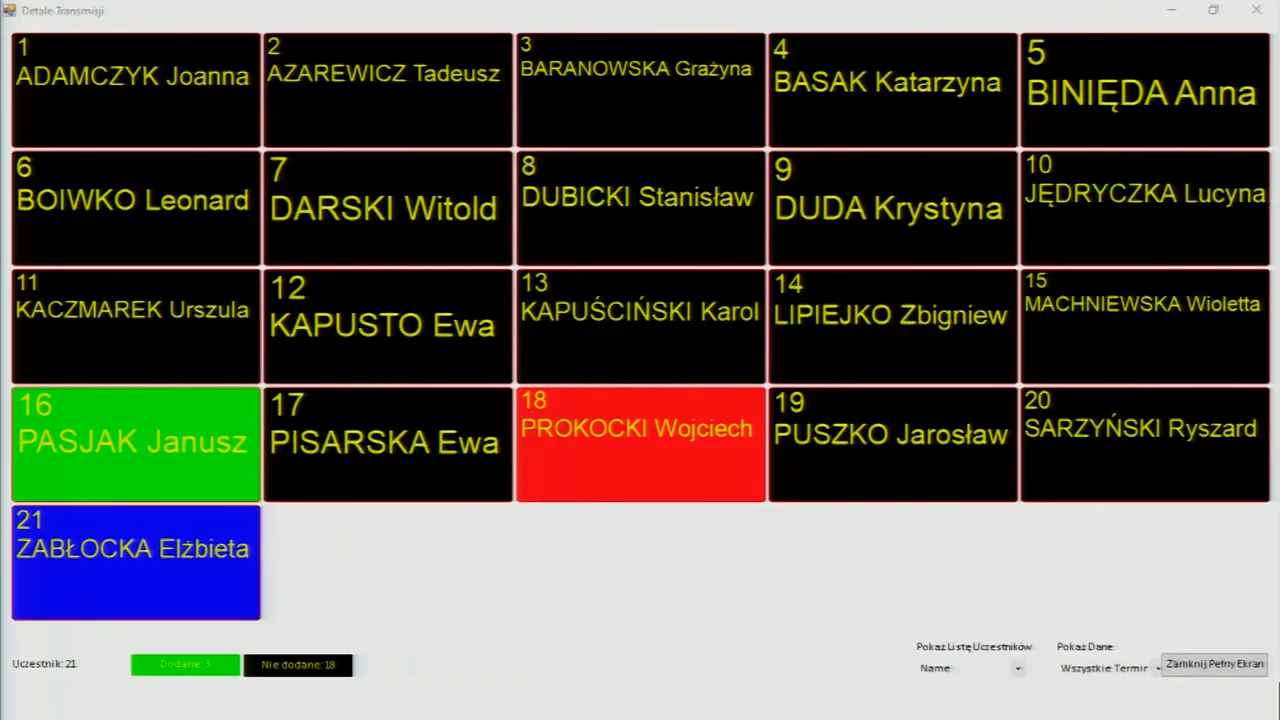 Detale Transmisji
1
ADAMCZYK Joanna
2
AZAREWICZ Tadeusz
3
BARANOWSKA Grażyna
4
BASAK Katarzyna
5
BINIĘDA Anna
6
BOIWKO Leonard
7
DARSKI Witold
8
DUBICKI Stanisław
9
DUDA Krystyna
10
JĘDRYCZKA Lucyna
11
KACZMAREK Urszula
12
KAPUSTO Ewa
13
KAPUŚCIŃSKI Karol
14
LIPIEJKO Zbigniew
15
MACHNIEWSKA Wioletta
16
PASJAK Janusz
17
PISARSKA Ewa
18
PROKOCKI Wojciech
19
PUSZKO Jarosław
20
SARZYŃSKI Ryszard
21
ZABŁOCKA Elżbieta
Uczestnik: 21
Dodane: 3
Nie dodane: 18
Pokaż Listę Uczestników
Name
Pokaż Dane
Wszystkie Termir
Zamknij Pełny Ekran